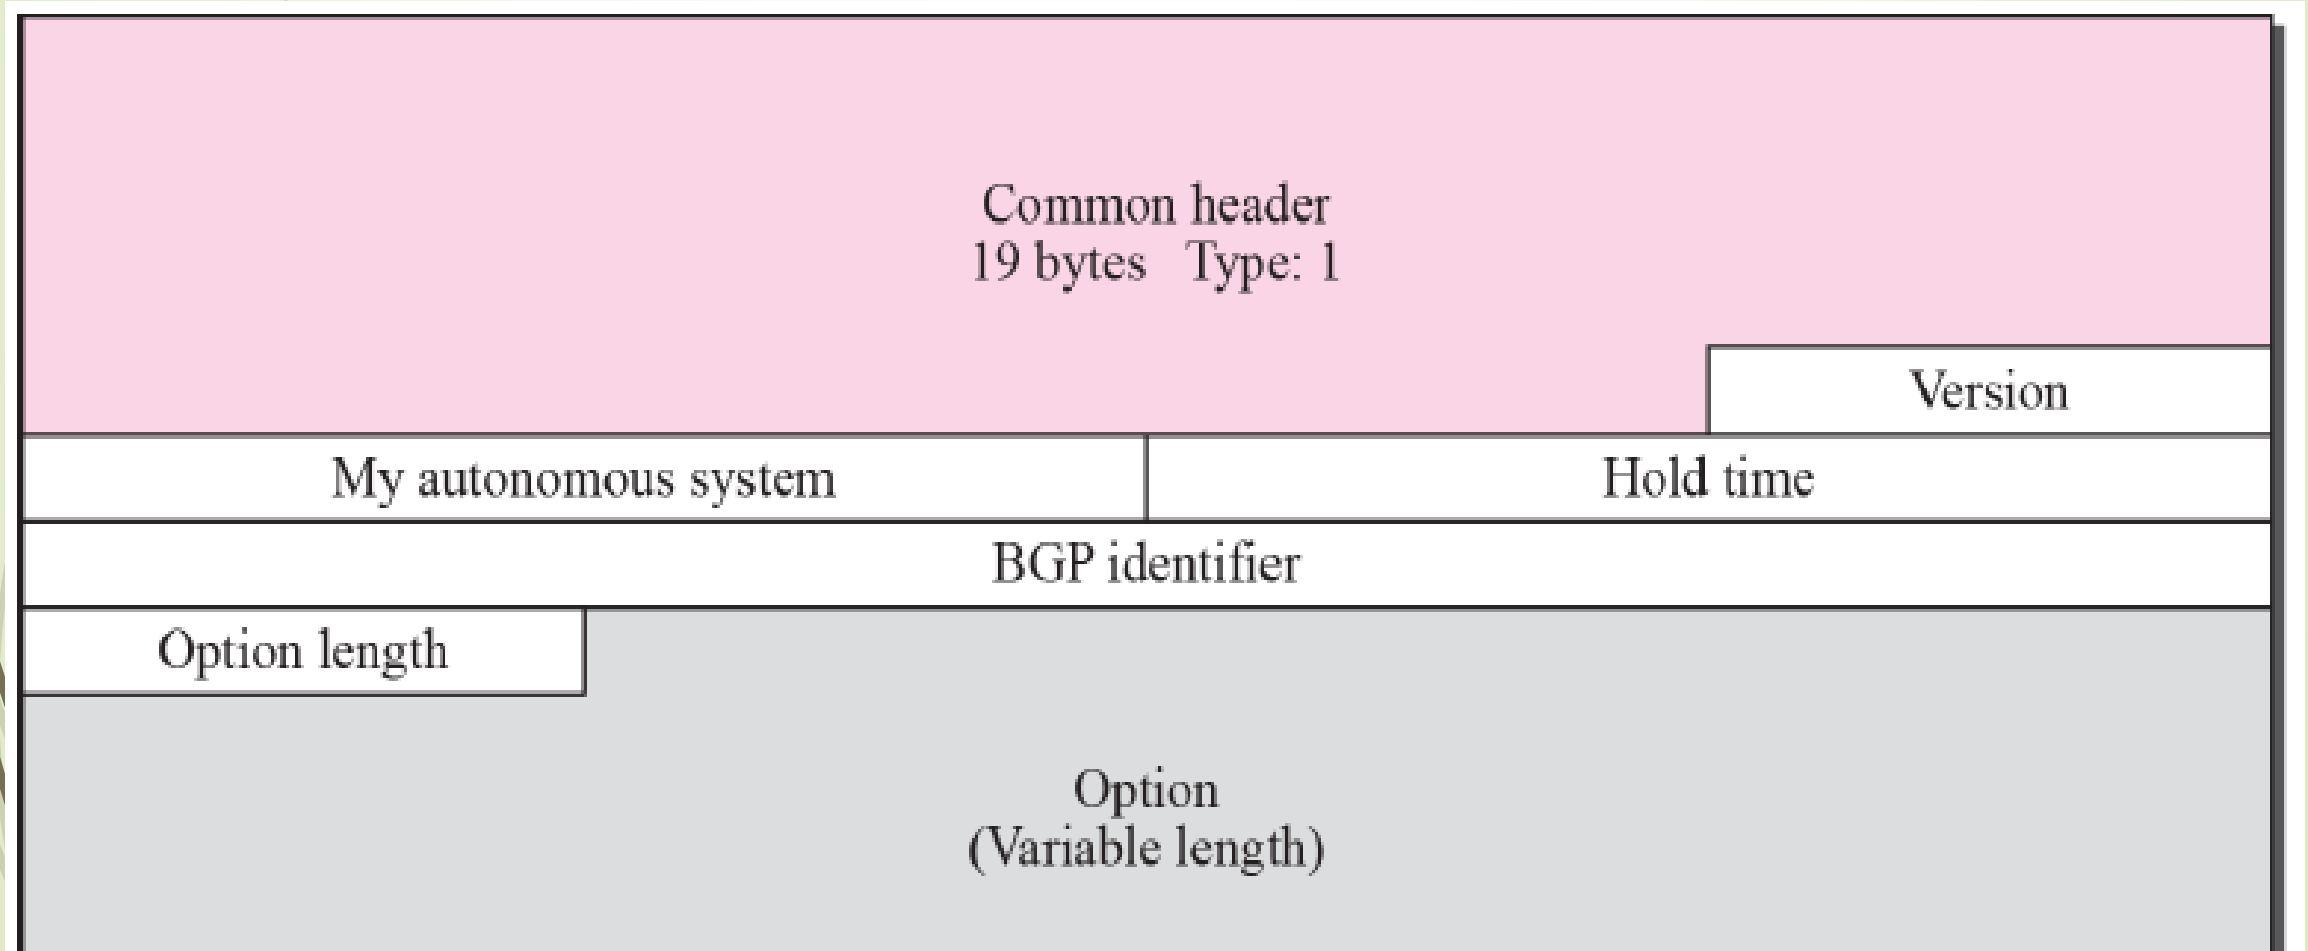 Common header
19 bytes Type: 1
Version
My autonomous system
Hold time
BGP identifier
Option length
Option
(Variable length)